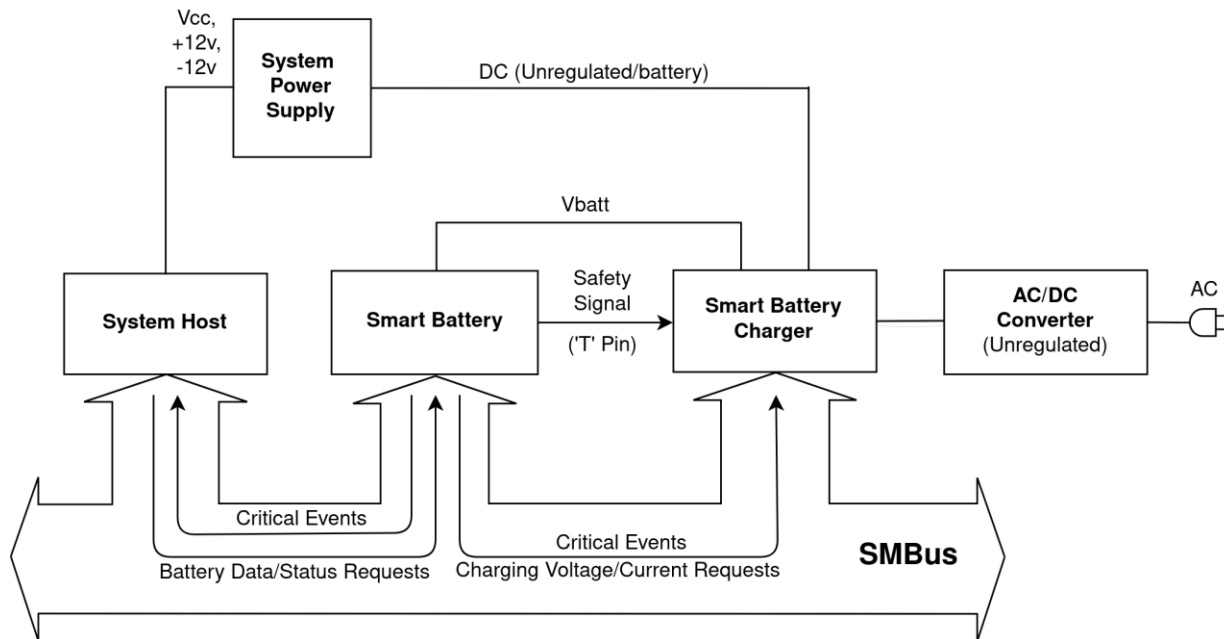 Vcc,
+12v,
-12v
System
Power
Supply
DC (Unregulated/battery)
Vbatt
System Host
Smart Battery
Safety
Signal
('T' Pin)
Smart Battery
Charger
AC/DC
Converter
(Unregulated)
AC
Critical Events
Battery Data/Status Requests
Critical Events
Charging Voltage/Current Requests
SMBus